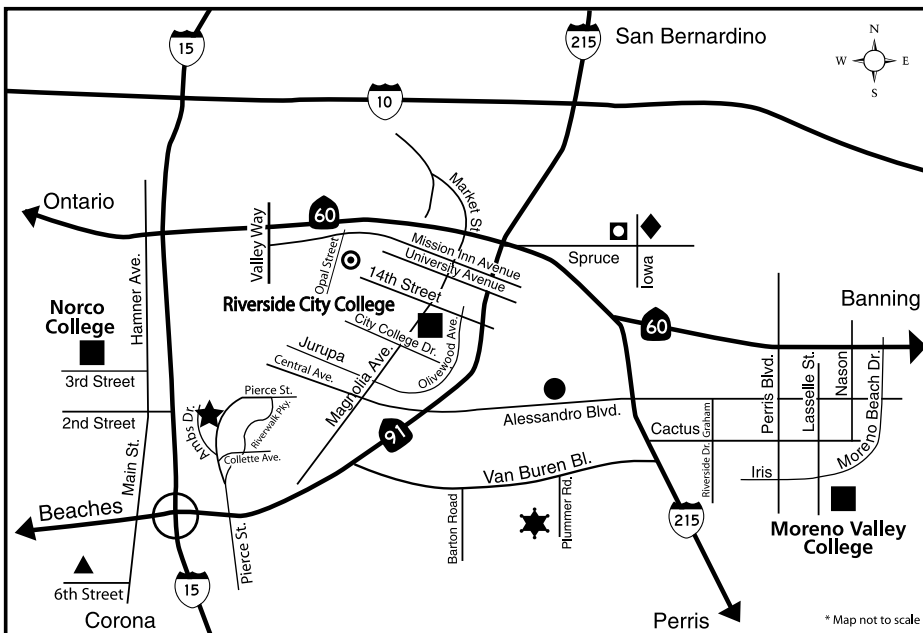 15
215
San Bernardino
N
W E
S
10
Market St
Ontario
60
Valley Way
Hamner Ave.
Opal Street
Mission Inn Avenue
University Avenue
Spruce
Iowa
14th Street
Riverside City College
Norco
College
City College Dr.
Olivewood Ave.
60
Banning
Jurupa
Central Ave.
3rd Street
Magnolia Ave.
Perris Blvd.
Lasselle St.
Nason
Moreno Beach Dr.
Pierce St.
2nd Street
Ambs Dr.
Riverwalk Pky.
Alessandro Blvd.
Graham
91
Cactus
Collette Ave.
Main St.
Van Buren Bl.
Riverside Dr.
Iris
Beaches
Barton Road
Plummer Rd.
215
Moreno Valley
College
Pierce St.
6th Street
15
Corona
Perris
* Map not to scale